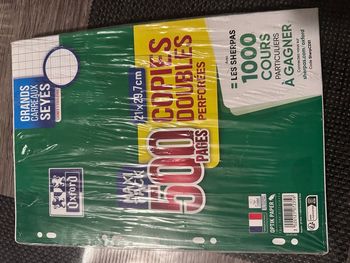 GRANDS
CARREAUX
SEYES
21x29,7cm
COPIES
DOUBLES
PERFORÉES
= LES SHERPAS
1000
COURS
PARTICULIERS
À GAGNER
500
PAGES
Oxford
OPTIK PAPER